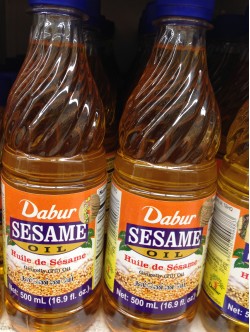 Dabur
SESAME
OIL
Huile de Sésame
Net: 500 mL (16.9 fl. oz.)
Dabur
SESAME
OIL
Huile de Sésame
Net: 500 mL (16.9 fl. oz.)